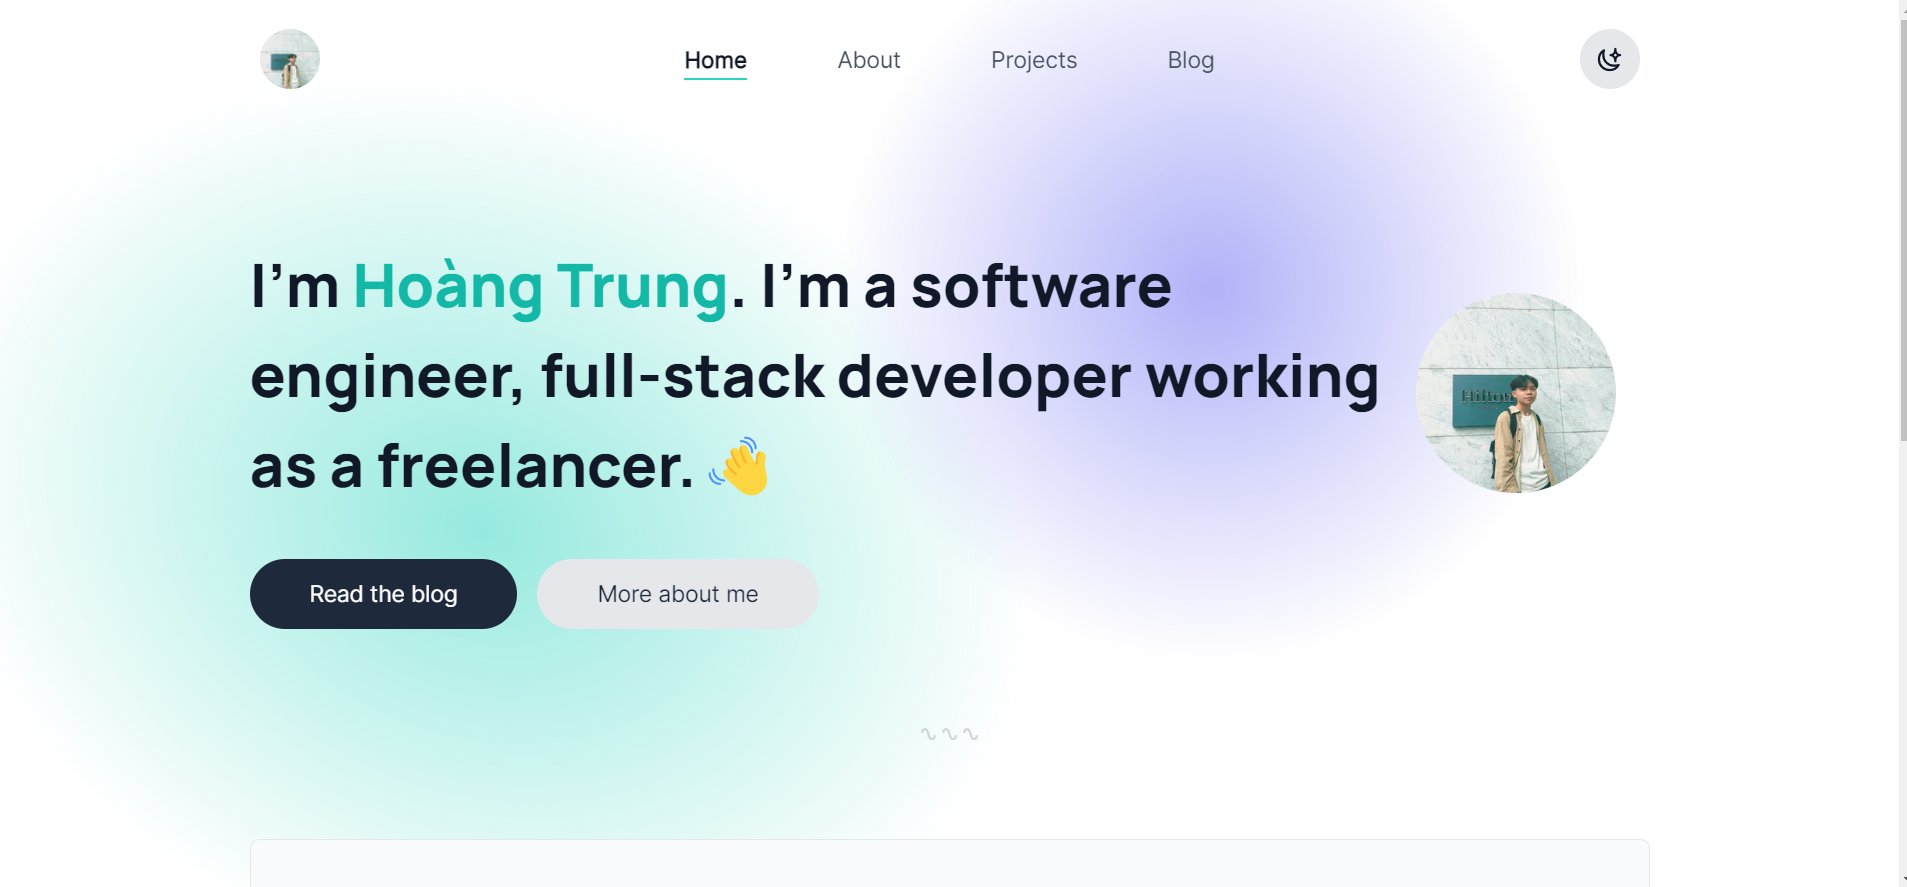 Home About Projects Blog
I’m Hoàng Trung. I’m a software
engineer, full-stack developer working
as a freelancer. 👋
Hilton
Read the blog More about me